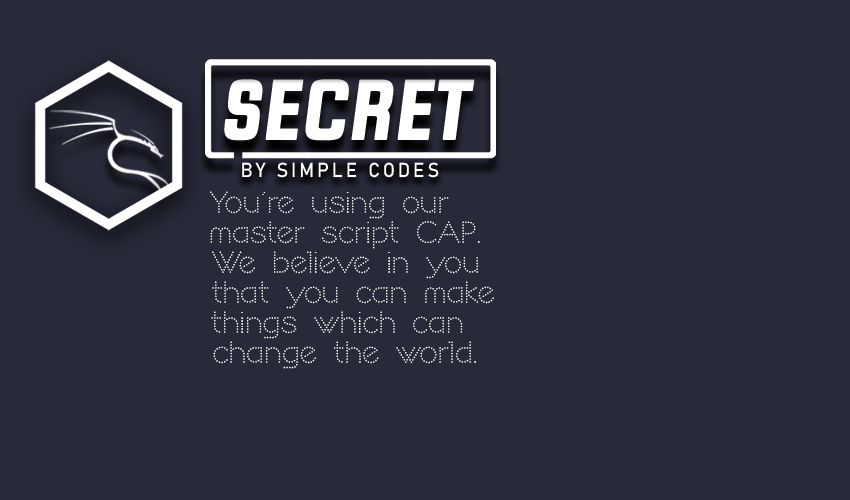 SECRET
BY SIMPLE CODES
You're using our
master script CAP.
We believe in you
that you can make
things which can
change the world.